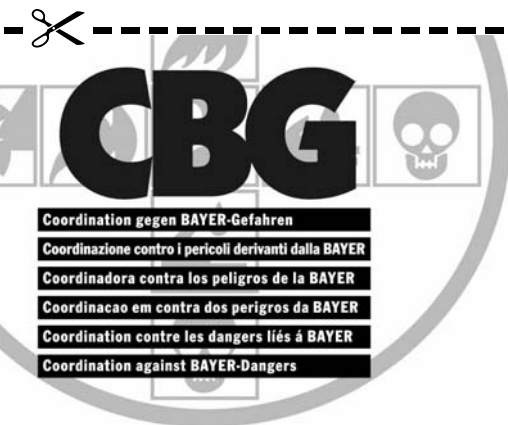 CBG
Coordination gegen BAYER-Gefahren
Coordinazione contro i pericoli derivanti dalla BAYER
Coordinadora contra los peligros de la BAYER
Coordinacao em contra dos perigros da BAYER
Coordination contre les dangers líés á BAYER
Coordination against BAYER-Dangers